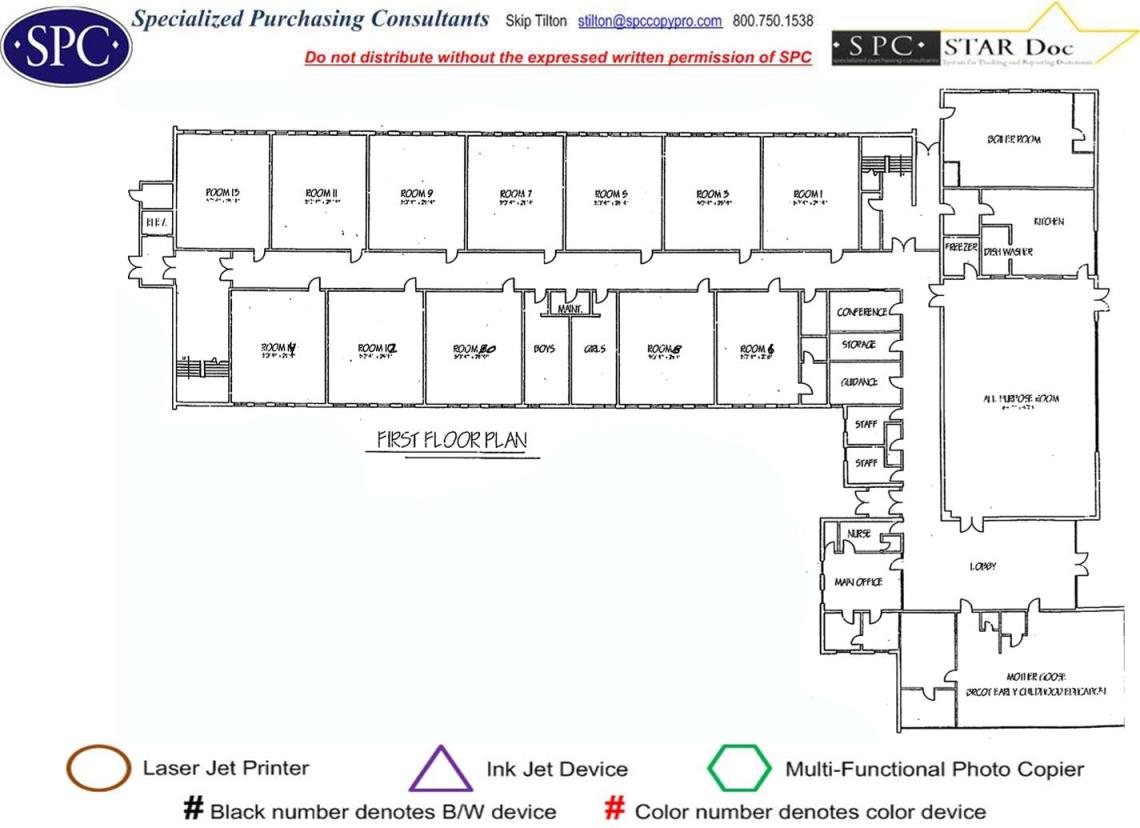 Specialized Purchasing Consultants Skip Tilton stilton@spccopypro.com 800.750.1538
·SPC·
Do not distribute without the expressed written permission of SPC
·SPC· STAR Doc
specialized purchasing consultants System for Tracking and Reporting Documents
BOILER ROOM
ROOM 13
ROOM 11
ROOM 9
ROOM 7
ROOM 5
ROOM 3
ROOM 1
ELEV.
KITCHEN
FREEZER
DISH WASHER
MAINT.
CONFERENCE
ROOM 14
ROOM 12
ROOM
BOYS
GIRLS
ROOM 8
ROOM 6
STORAGE
GUIDANCE
ALL PURPOSE ROOM
STAFF
FIRST FLOOR PLAN
STAFF
NURSE
LOBBY
MAIN OFFICE
MOTHER GOOSE
EARLY CHILDHOOD EDUCATION
Laser Jet Printer
Ink Jet Device
Multi-Functional Photo Copier
# Black number denotes B/W device
# Color number denotes color device